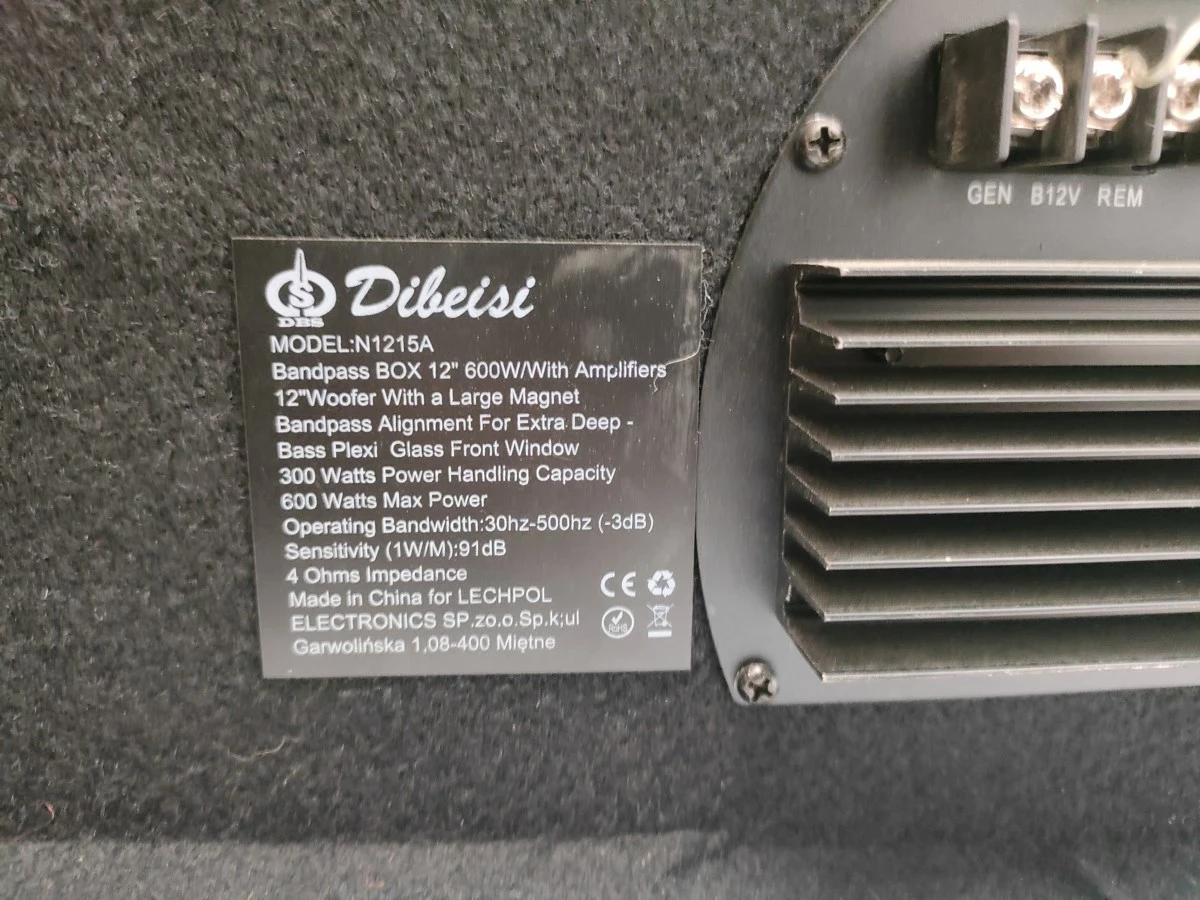 GEN B12V REM
Dibeisi
DBS
MODEL:N1215A
Bandpass BOX 12" 600W/With Amplifiers
12"Woofer With a Large Magnet
Bandpass Alignment For Extra Deep -
Bass Plexi Glass Front Window
300 Watts Power Handling Capacity
600 Watts Max Power
Operating Bandwidth:30hz-500hz (-3dB)
Sensitivity (1W/M):91dB
4 Ohms Impedance
Made in China for LECHPOL
ELECTRONICS SP.zo.o.Sp.k;ul
Garwolińska 1,08-400 Miętne
CE
RoHS